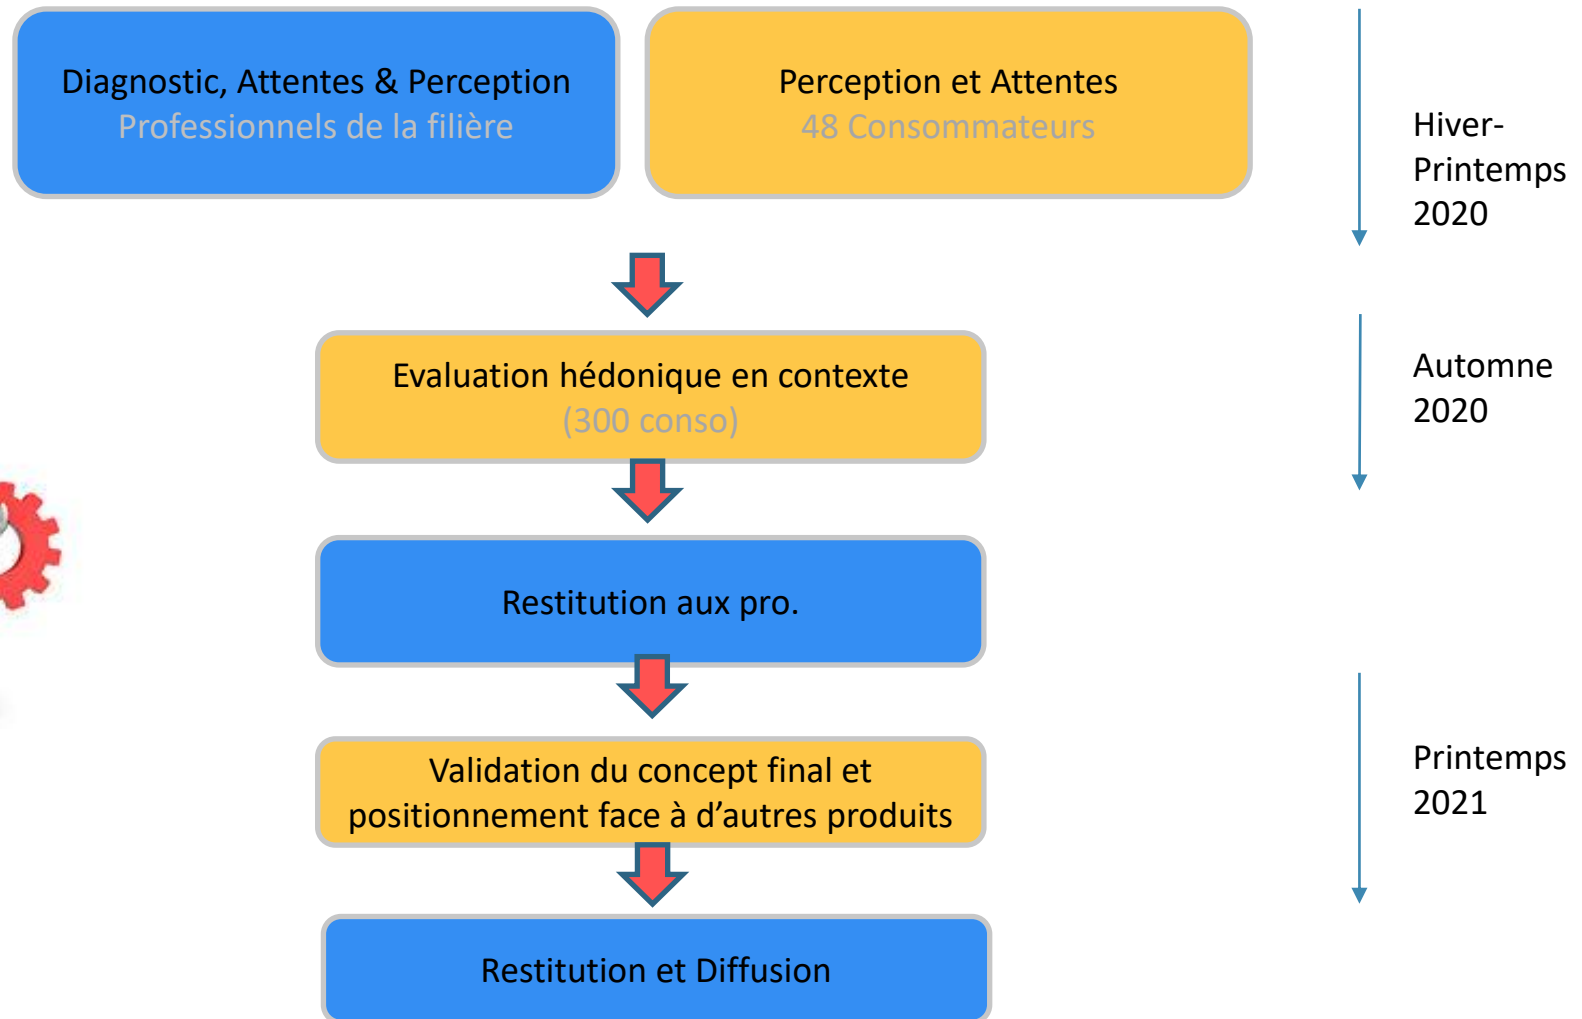 Diagnostic, Attentes & Perception
Professionnels de la filière
Perception et Attentes
48 Consommateurs
Hiver-
Printemps
2020
Evaluation hédonique en contexte
(300 conso)
Automne
2020
Restitution aux pro.
Validation du concept final et
positionnement face à d’autres produits
Printemps
2021
Restitution et Diffusion